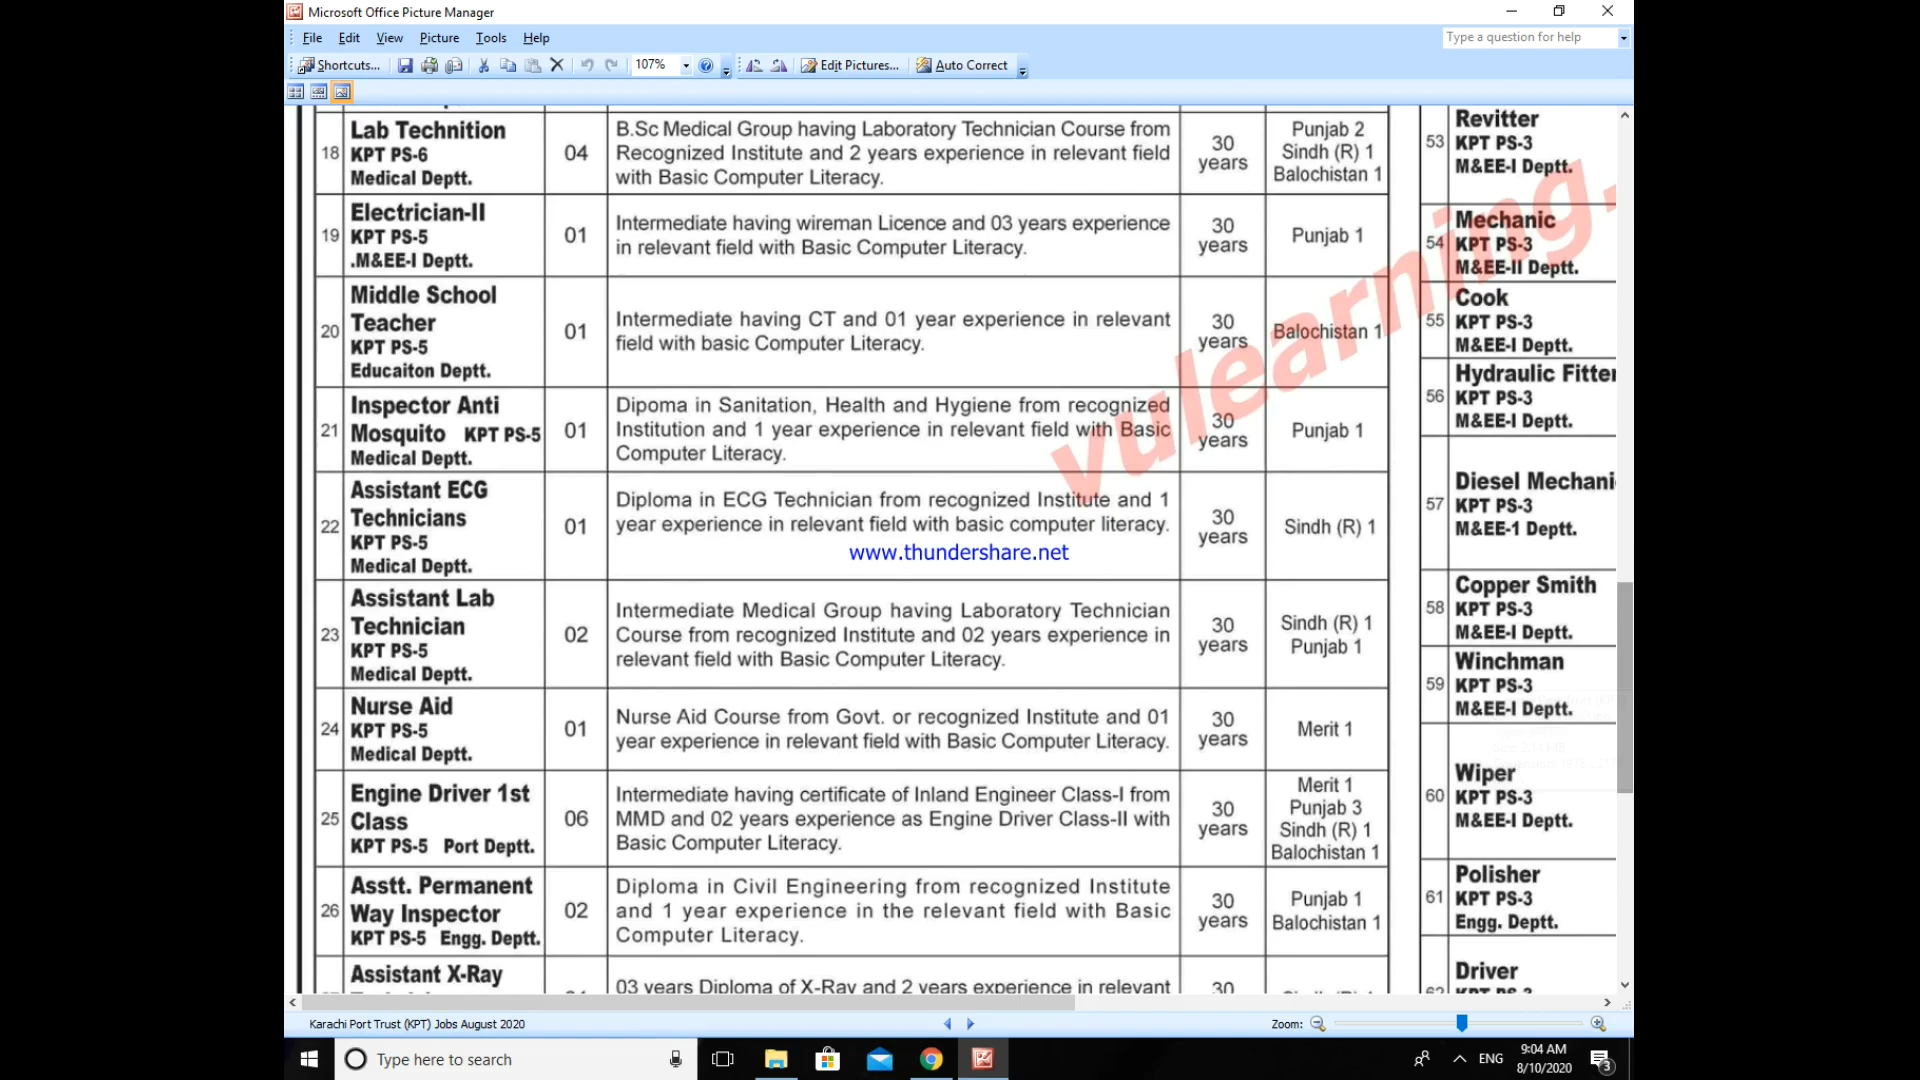 Microsoft Office Picture Manager
File Edit View Picture Tools Help
Type a question for help
Shortcuts... 107% Edit Pictures... Auto Correct
18
Lab Technition
KPT PS-6
Medical Deptt.
04
B.Sc Medical Group having Laboratory Technician Course from
Recognized Institute and 2 years experience in relevant field
with Basic Computer Literacy.
30
years
Punjab 2
Sindh (R) 1
Balochistan 1
19
Electrician-II
KPT PS-5
.M&EE-I Deptt.
01
Intermediate having wireman Licence and 03 years experience
in relevant field with Basic Computer Literacy.
30
years
Punjab 1
20
Middle School
Teacher
KPT PS-5
Educaiton Deptt.
01
Intermediate having CT and 01 year experience in relevant
field with basic Computer Literacy.
30
years
Balochistan 1
21
Inspector Anti
Mosquito KPT PS-5
Medical Deptt.
01
Dipoma in Sanitation, Health and Hygiene from recognized
Institution and 1 year experience in relevant field with Basic
Computer Literacy.
30
years
Punjab 1
22
Assistant ECG
Technicians
KPT PS-5
Medical Deptt.
01
Diploma in ECG Technician from recognized Institute and 1
year experience in relevant field with basic computer literacy.
www.thundershare.net
30
years
Sindh (R) 1
23
Assistant Lab
Technician
KPT PS-5
Medical Deptt.
02
Intermediate Medical Group having Laboratory Technician
Course from recognized Institute and 02 years experience in
relevant field with Basic Computer Literacy.
30
years
Sindh (R) 1
Punjab 1
24
Nurse Aid
KPT PS-5
Medical Deptt.
01
Nurse Aid Course from Govt. or recognized Institute and 01
year experience in relevant field with Basic Computer Literacy.
30
years
Merit 1
25
Engine Driver 1st
Class
KPT PS-5 Port Deptt.
06
Intermediate having certificate of Inland Engineer Class-I from
MMD and 02 years experience as Engine Driver Class-II with
Basic Computer Literacy.
30
years
Merit 1
Punjab 3
Sindh (R) 1
Balochistan 1
26
Asstt. Permanent
Way Inspector
KPT PS-5 Engg. Deptt.
02
Diploma in Civil Engineering from recognized Institute
and 1 year experience in the relevant field with Basic
Computer Literacy.
30
years
Punjab 1
Balochistan 1
Assistant X-Ray
03 years Diploma of X-Ray and 2 years experience in relevant
30
vulearning.
53
Revitter
KPT PS-3
M&EE-I Deptt.
54
Mechanic
KPT PS-3
M&EE-II Deptt.
55
Cook
KPT PS-3
M&EE-I Deptt.
56
Hydraulic Fitter
KPT PS-3
M&EE-I Deptt.
57
Diesel Mechani
KPT PS-3
M&EE-1 Deptt.
58
Copper Smith
KPT PS-3
M&EE-I Deptt.
59
Winchman
KPT PS-3
M&EE-I Deptt.
60
Wiper
KPT PS-3
M&EE-I Deptt.
61
Polisher
KPT PS-3
Engg. Deptt.
Driver
KPT PS-3
Karachi Port Trust (KPT) Jobs August 2020
Zoom:
Type here to search
ENG
9:04 AM
8/10/2020
3